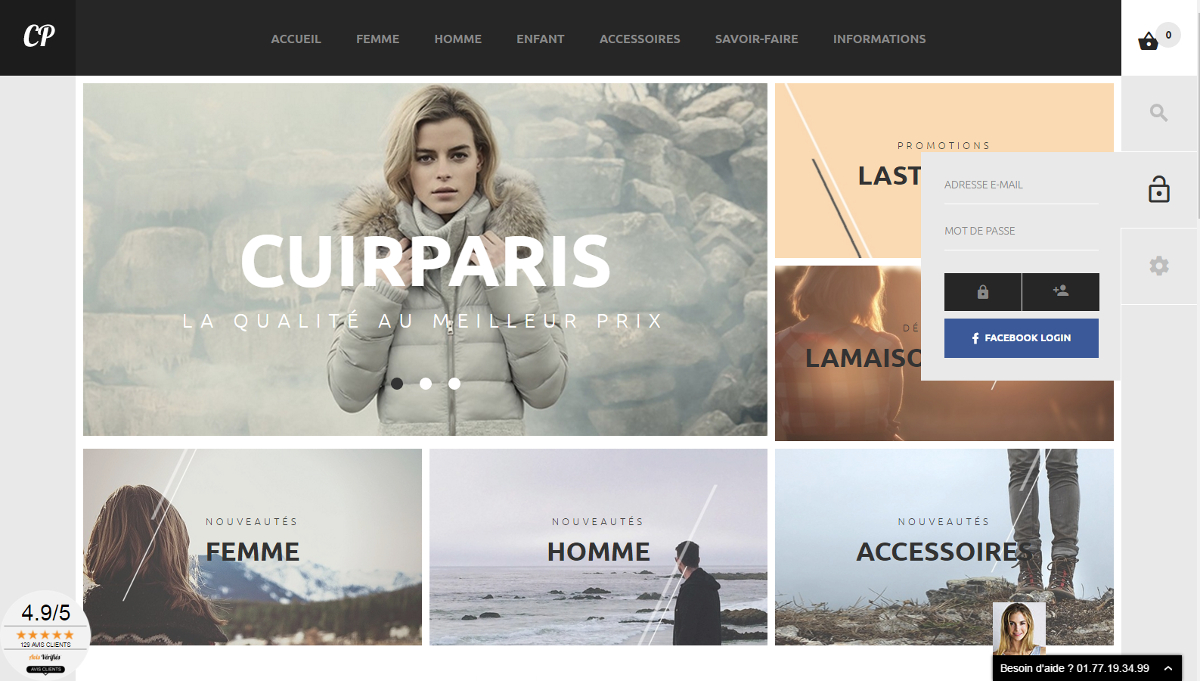 CP
ACCUEIL
FEMME
HOMME
ENFANT
ACCESSOIRES
SAVOIR-FAIRE
INFORMATIONS
0
CUIRPARIS
LA QUALITÉ AU MEILLEUR PRIX
PROMOTIONS
LAST
ADRESSE E-MAIL
MOT DE PASSE
FACEBOOK LOGIN
DÉ
LAMAISO
NOUVEAUTÉS
FEMME
NOUVEAUTÉS
HOMME
NOUVEAUTÉS
ACCESSOIRES
4.9/5
129 AVIS CLIENTS
Avis Vérifiés
AVIS CLIENTS
Besoin d'aide ? 01.77.19.34.99